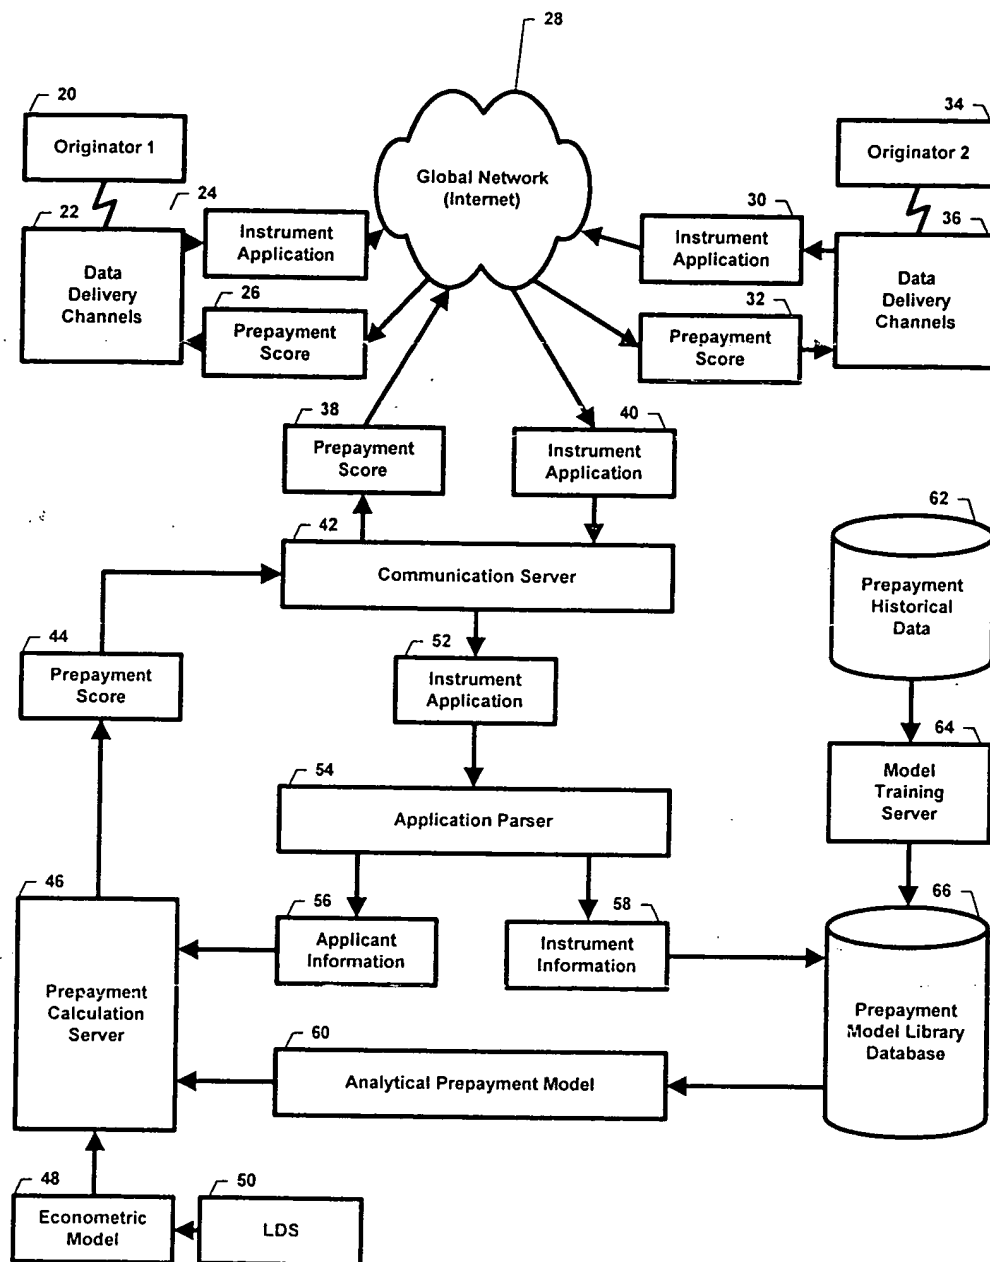 28
20
Originator 1
34
Originator 2
Global Network
(Internet)
24
22
Instrument
Application
30
Instrument
Application
36
Data
Delivery
Channels
26
Prepayment
Score
32
Prepayment
Score
Data
Delivery
Channels
38
Prepayment
Score
40
Instrument
Application
42
Communication Server
62
Prepayment
Historical
Data
44
Prepayment
Score
52
Instrument
Application
64
Model
Training
Server
54
Application Parser
46
Prepayment
Calculation
Server
56
Applicant
Information
58
Instrument
Information
66
Prepayment
Model Library
Database
60
Analytical Prepayment Model
48
Econometric
Model
50
LDS